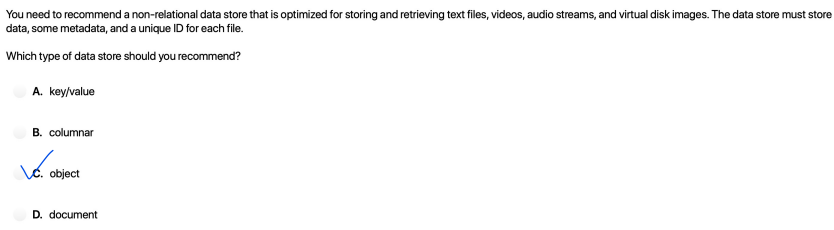 You need to recommend a non-relational data store that is optimized for storing and retrieving text files, videos, audio streams, and virtual disk images. The data store must store
data, some metadata, and a unique ID for each file.
Which type of data store should you recommend?
A. key/value
B. columnar
C. object
D. document